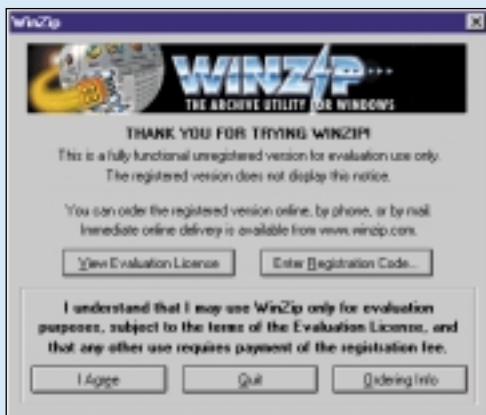 WinZip
WINZIP
THE ARCHIVE UTILITY FOR WINDOWS
THANK YOU FOR TRYING WINZIP!
This is a fully functional unregistered version for evaluation use only.
The registered version does not display this notice.
You can order the registered version online, by phone, or by mail.
Immediate online delivery is available from www.winzip.com.
View Evaluation License
Enter Registration Code...
I understand that I may use WinZip only for evaluation
purposes, subject to the terms of the Evaluation License, and
that any other use requires payment of the registration fee.
I Agree
Quit
Ordering Info